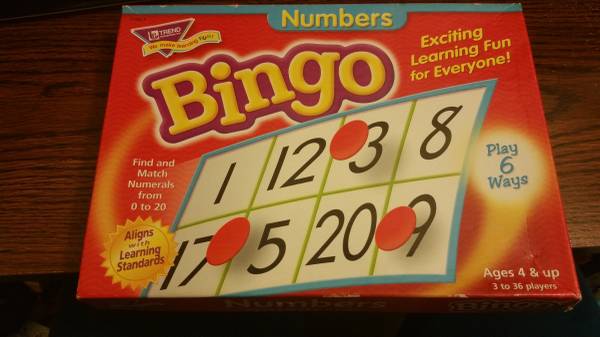 Numbers
TREND
We make learning FUN!
Bingo
Exciting
Learning Fun
for Everyone!
Find and
Match
Numerals
from
0 to 20
Play
6
Ways
1 12 3 8
17 5 20 9
Aligns
with
Learning
Standards
Ages 4 & up
3 to 36 players
Numbers
Bingo